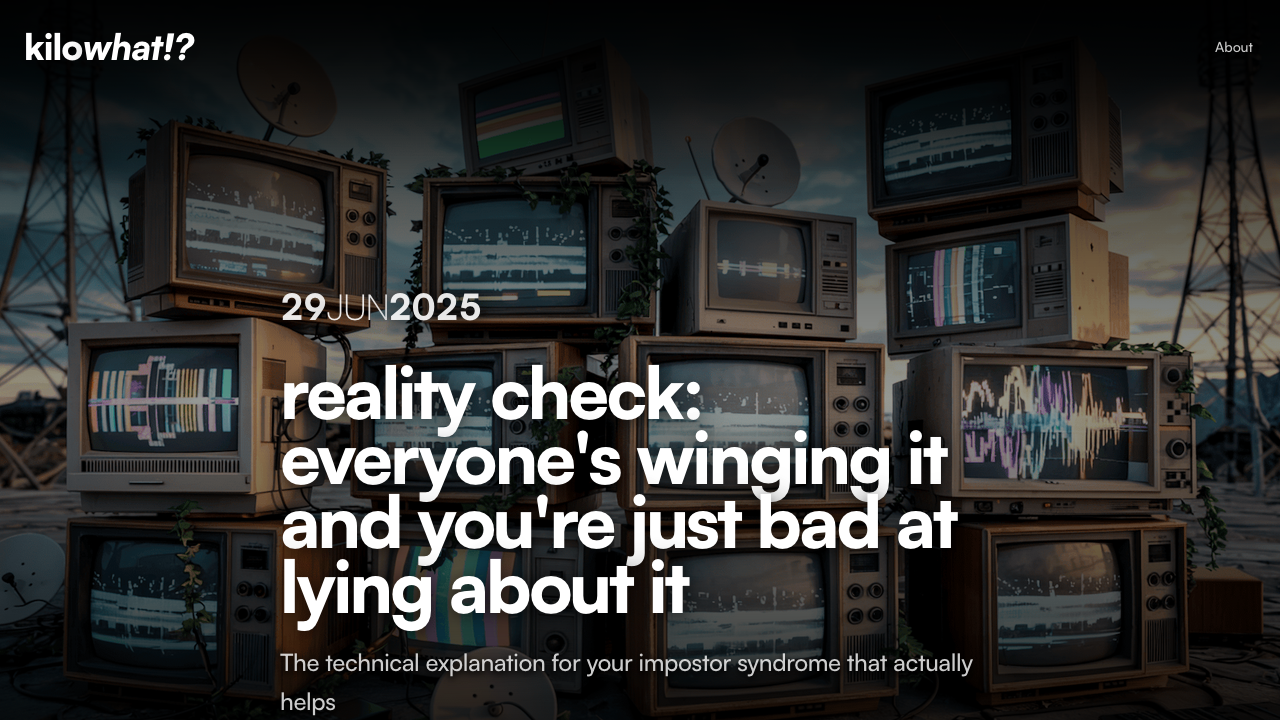 kilowhat!?
About
29JUN2025
reality check:
everyone's winging it
and you're just bad at
lying about it
The technical explanation for your impostor syndrome that actually
helps